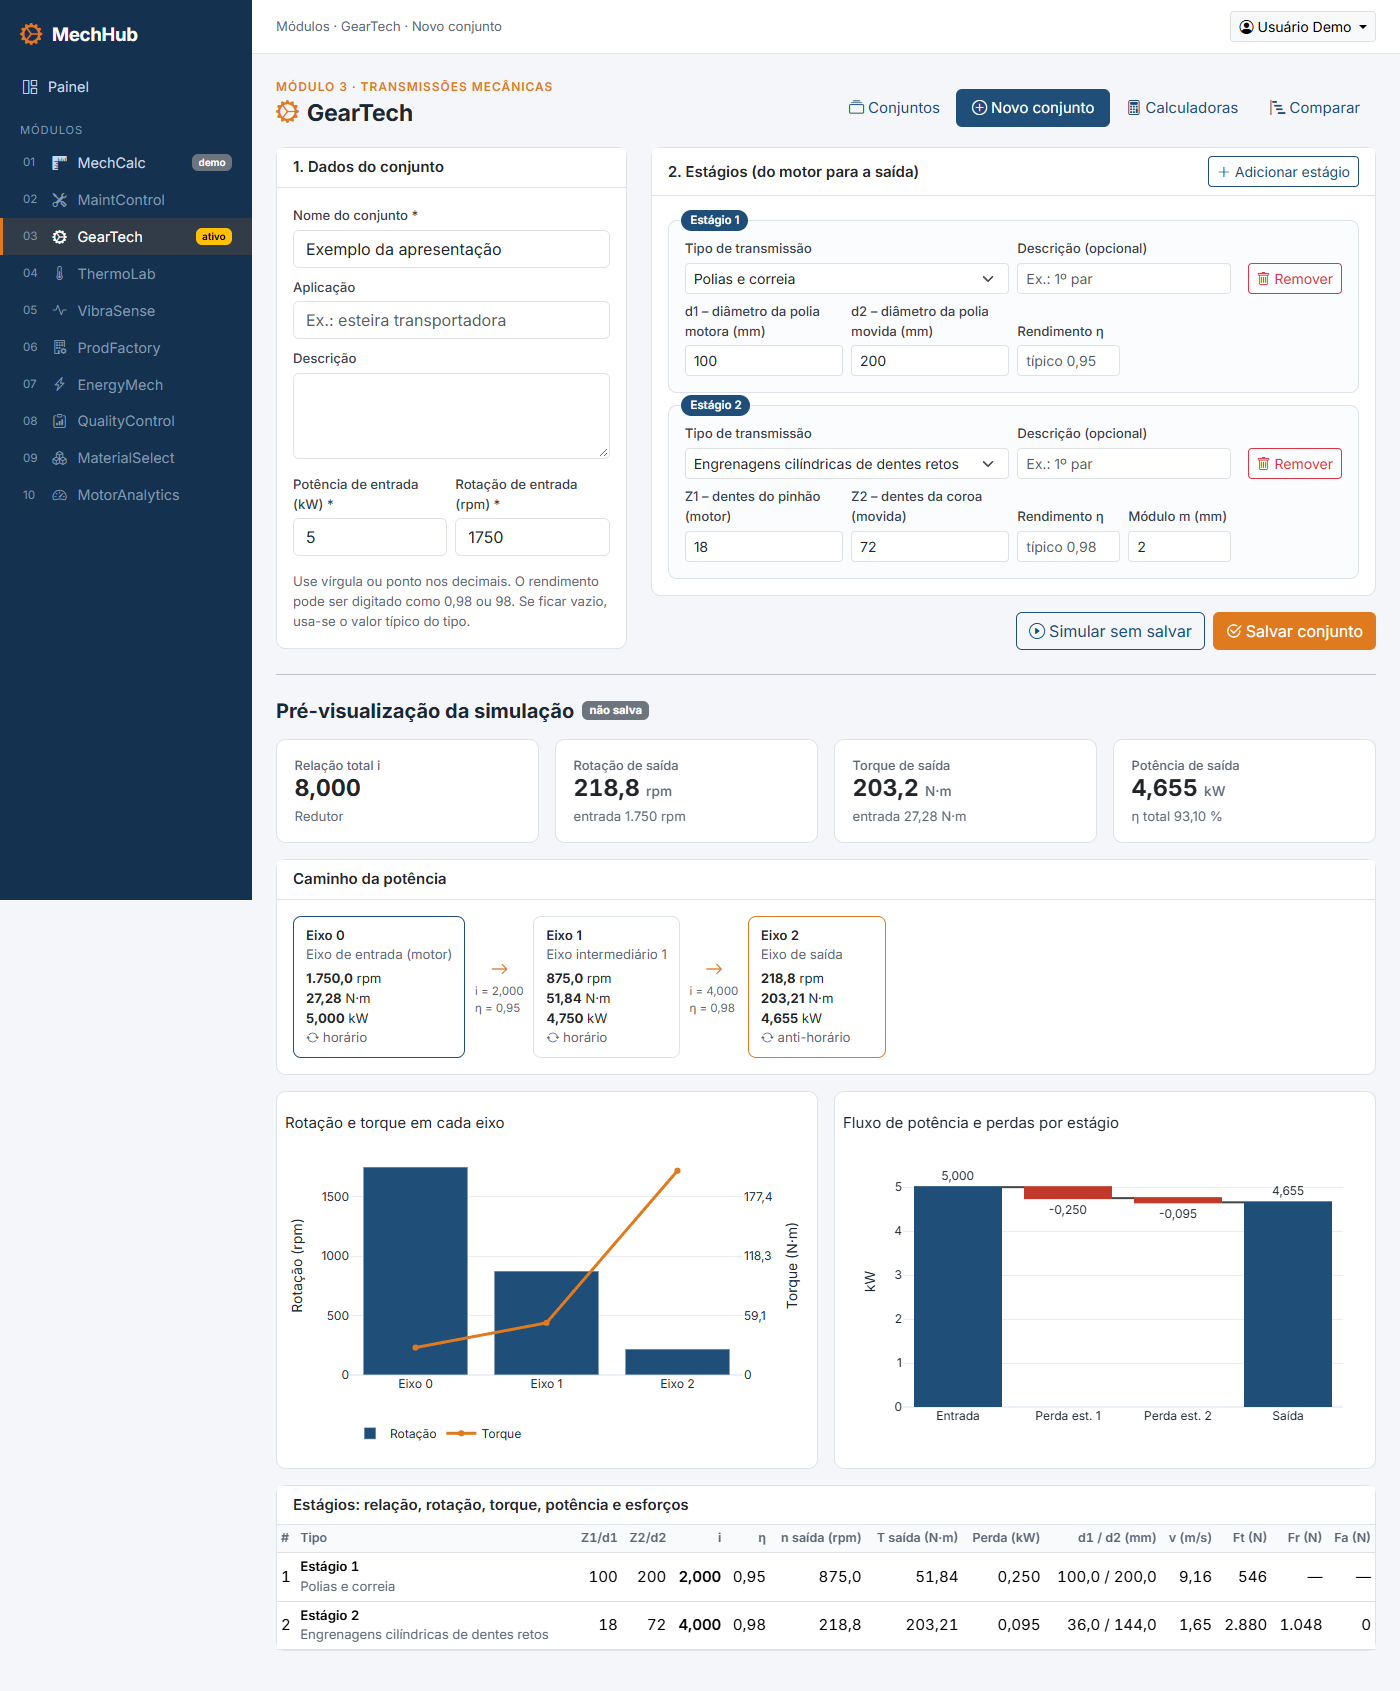 MechHub
Painel
MÓDULOS
01 MechCalc demo
02 MaintControl
03 GearTech ativo
04 ThermoLab
05 VibraSense
06 ProdFactory
07 EnergyMech
08 QualityControl
09 MaterialSelect
10 MotorAnalytics
Módulos · GearTech · Novo conjunto
Usuário Demo
MÓDULO 3 · TRANSMISSÕES MECÂNICAS
GearTech
Conjuntos
Novo conjunto
Calculadoras
Comparar
1. Dados do conjunto
Nome do conjunto *
Exemplo da apresentação
Aplicação
Ex.: esteira transportadora
Descrição
Potência de entrada (kW) *
5
Rotação de entrada (rpm) *
1750
Use vírgula ou ponto nos decimais. O rendimento
pode ser digitado como 0,98 ou 98. Se ficar vazio,
usa-se o valor típico do tipo.
2. Estágios (do motor para a saída)
Adicionar estágio
Estágio 1
Tipo de transmissão
Polias e correia
Descrição (opcional)
Ex.: 1º par
Remover
d1 – diâmetro da polia
motora (mm)
100
d2 – diâmetro da polia
movida (mm)
200
Rendimento η
típico 0,95
Estágio 2
Tipo de transmissão
Engrenagens cilíndricas de dentes retos
Descrição (opcional)
Ex.: 1º par
Remover
Z1 – dentes do pinhão
(motor)
18
Z2 – dentes da coroa
(movida)
72
Rendimento η
típico 0,98
Módulo m (mm)
2
Simular sem salvar
Salvar conjunto
Pré-visualização da simulação não salva
Relação total i
8,000
Redutor
Rotação de saída
218,8 rpm
entrada 1.750 rpm
Torque de saída
203,2 N·m
entrada 27,28 N·m
Potência de saída
4,655 kW
η total 93,10 %
Caminho da potência
Eixo 0
Eixo de entrada (motor)
1.750,0 rpm
27,28 N·m
5,000 kW
horário
i = 2,000
η = 0,95
Eixo 1
Eixo intermediário 1
875,0 rpm
51,84 N·m
4,750 kW
horário
i = 4,000
η = 0,98
Eixo 2
Eixo de saída
218,8 rpm
203,21 N·m
4,655 kW
anti-horário
Rotação e torque em cada eixo
Rotação (rpm)
1500
1000
500
0
177,4
118,3
59,1
0
Torque (N·m)
Eixo 0 Eixo 1 Eixo 2
Rotação Torque
Fluxo de potência e perdas por estágio
kW
5
4
3
2
1
0
5,000
-0,250
-0,095
4,655
Entrada Perda est. 1 Perda est. 2 Saída
Estágios: relação, rotação, torque, potência e esforços
# Tipo Z1/d1 Z2/d2 i η n saída (rpm) T saída (N·m) Perda (kW) d1 / d2 (mm) v (m/s) Ft (N) Fr (N) Fa (N)
1 Estágio 1 Polias e correia 100 200 2,000 0,95 875,0 51,84 0,250 100,0 / 200,0 9,16 546 — —
2 Estágio 2 Engrenagens cilíndricas de dentes retos 18 72 4,000 0,98 218,8 203,21 0,095 36,0 / 144,0 1,65 2.880 1.048 0